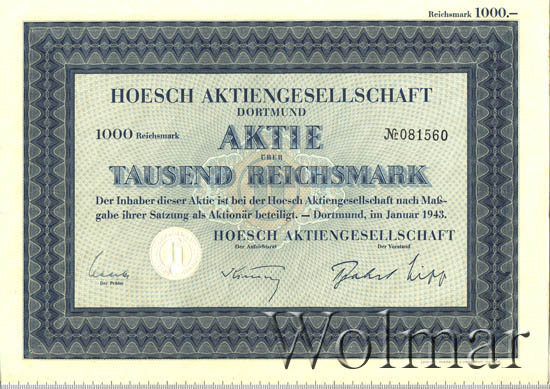 Reichsmark 1000.–
HOESCH AKTIENGESELLSCHAFT
DORTMUND
1000 Reichsmark AKTIE № 081560
ÜBER
TAUSEND REICHSMARK
Der Inhaber dieser Aktie ist bei der Hoesch Aktiengesellschaft nach Maß-
gabe ihrer Satzung als Aktionär beteiligt. — Dortmund, im Januar 1943.
HOESCH AKTIENGESELLSCHAFT
Der Aufsichtsrat Der Vorstand
Der Prüfer
Wolmar